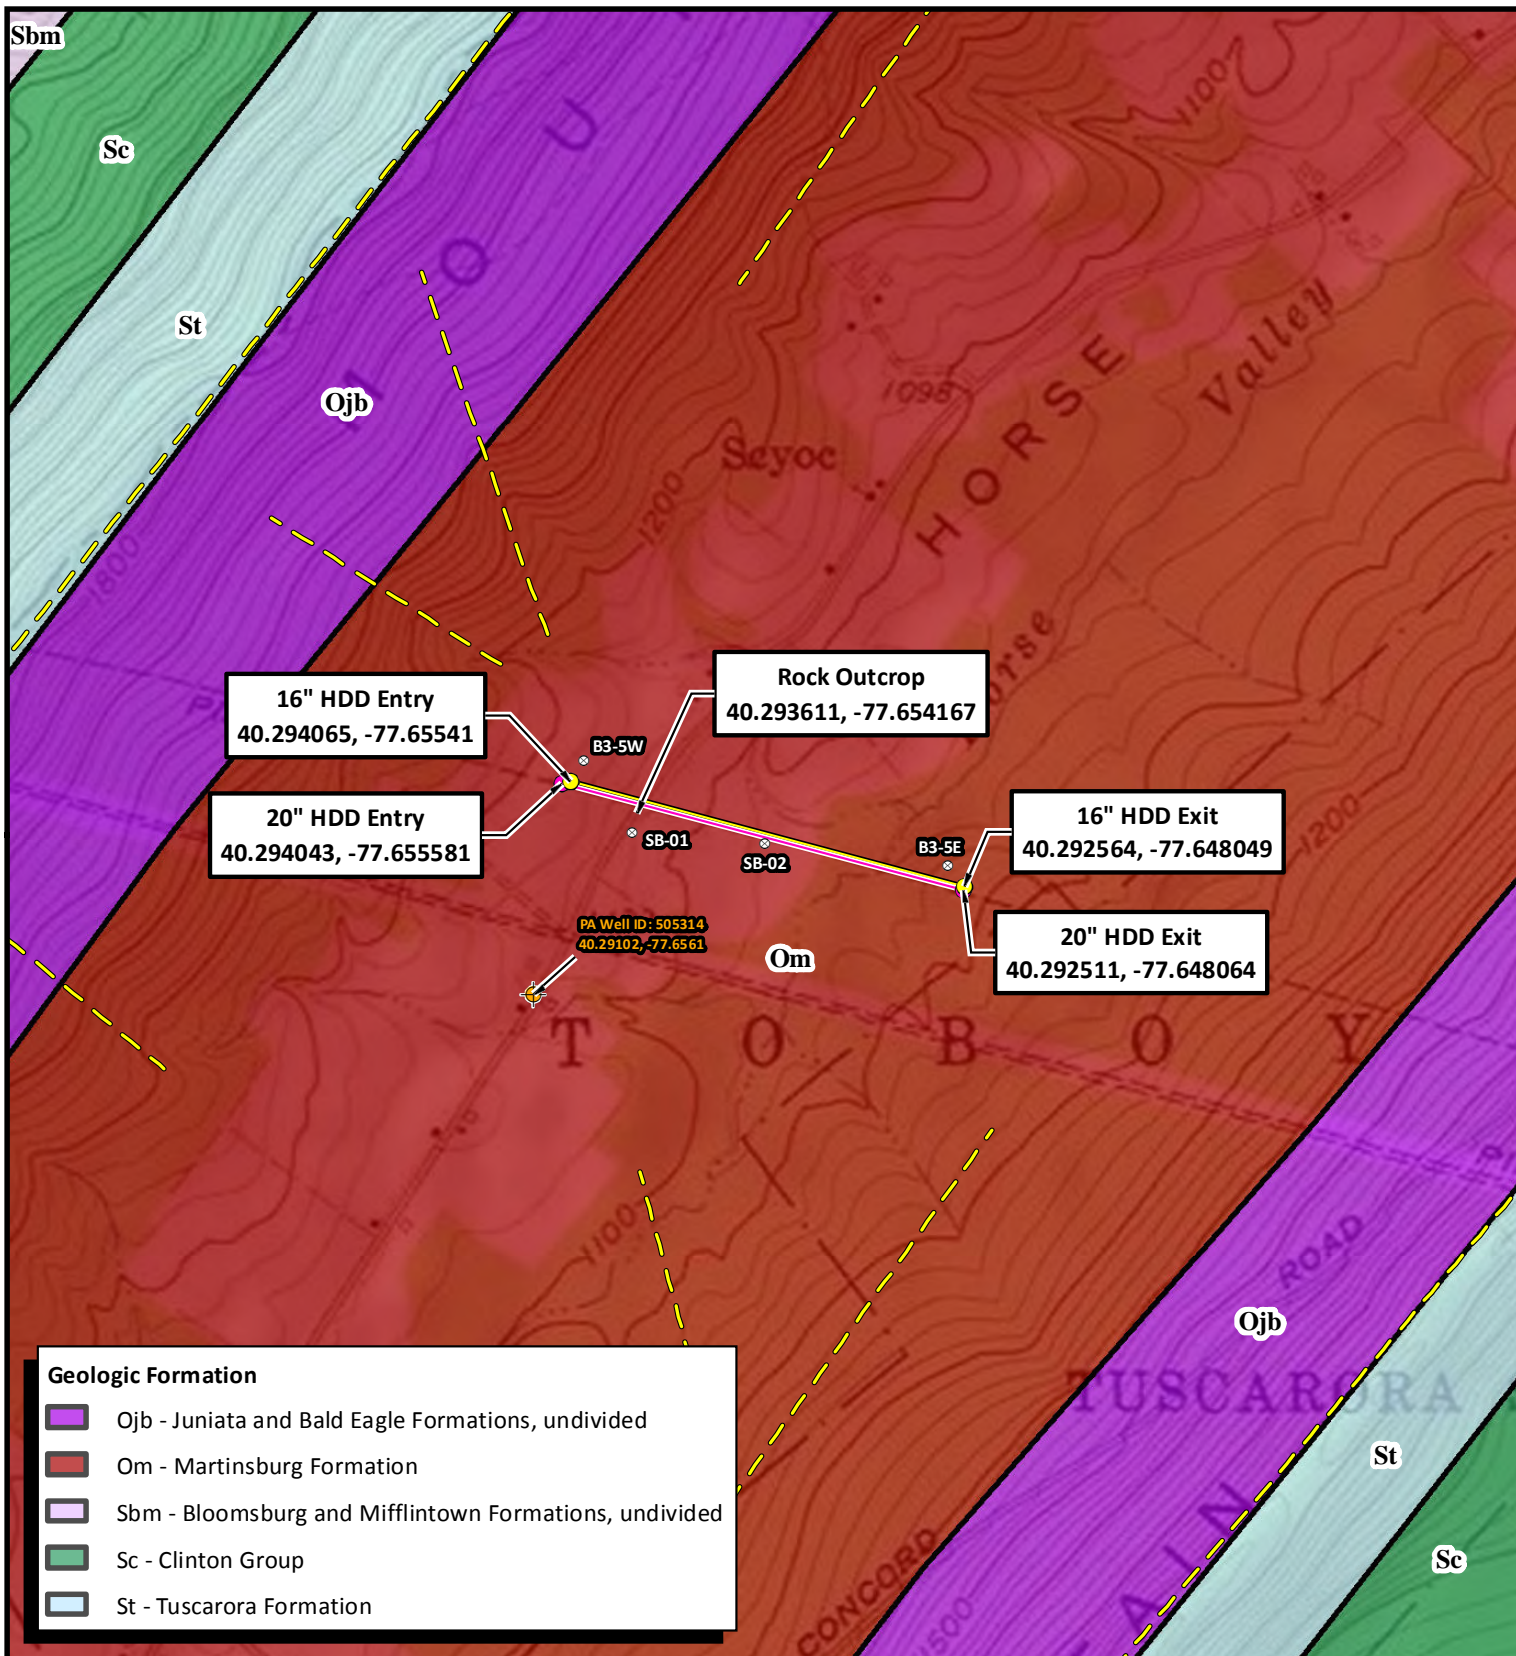 Sbm
Sc
St
Ojb
M O U
1100
1800
1200
1098
Seyoc
HORSE
Valley
Horse
16" HDD Entry
40.294065, -77.65541
Rock Outcrop
40.293611, -77.654167
20" HDD Entry
40.294043, -77.655581
B3-5W
SB-01
SB-02
B3-5E
16" HDD Exit
40.292564, -77.648049
1200
20" HDD Exit
40.292511, -77.648064
PA Well ID: 505314
40.29102, -77.6561
Om
T O B O Y
1100
ROAD
Ojb
TUSCARORA
St
Sc
A I N
CONCORD
1500
Geologic Formation
Ojb - Juniata and Bald Eagle Formations, undivided
Om - Martinsburg Formation
Sbm - Bloomsburg and Mifflintown Formations, undivided
Sc - Clinton Group
St - Tuscarora Formation